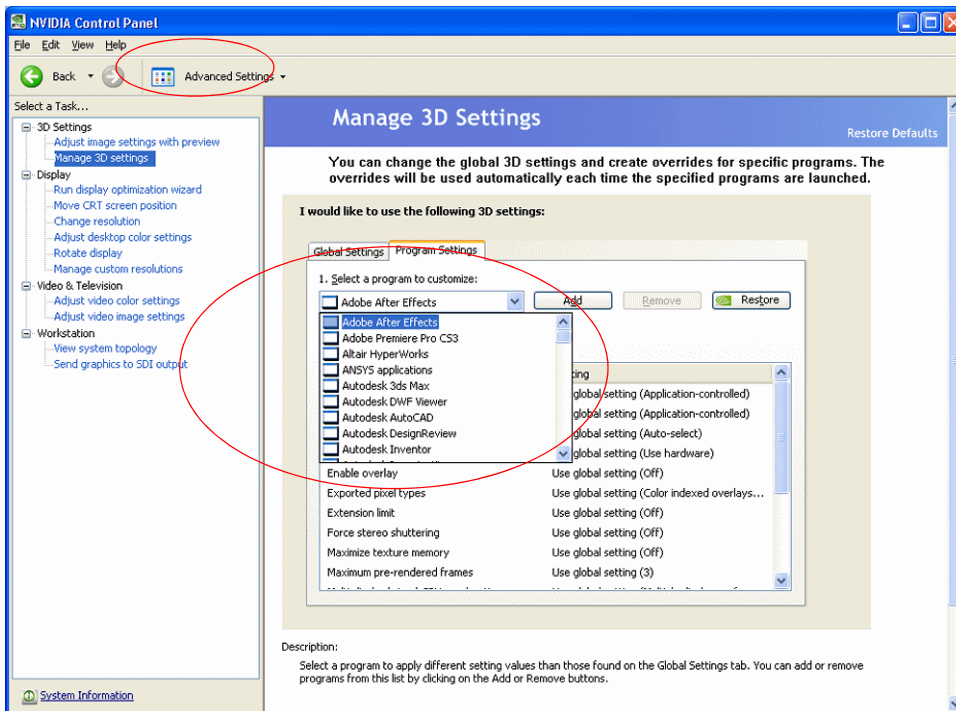 NVIDIA Control Panel
File Edit View Help
Back Advanced Settings
Select a Task...
3D Settings
Adjust image settings with preview
Manage 3D settings
Display
Run display optimization wizard
Move CRT screen position
Change resolution
Adjust desktop color settings
Rotate display
Manage custom resolutions
Video & Television
Adjust video color settings
Adjust video image settings
Workstation
View system topology
Send graphics to SDI output
System Information
Manage 3D Settings
Restore Defaults
You can change the global 3D settings and create overrides for specific programs. The
overrides will be used automatically each time the specified programs are launched.
I would like to use the following 3D settings:
Global Settings Program Settings
1. Select a program to customize:
Adobe After Effects Add Remove Restore
Adobe After Effects
Adobe Premiere Pro CS3
Altair HyperWorks
ANSYS applications
Autodesk 3ds Max
Autodesk DWF Viewer
Autodesk AutoCAD
Autodesk DesignReview
Autodesk Inventor
global setting (Application-controlled)
global setting (Application-controlled)
global setting (Auto-select)
global setting (Use hardware)
Enable overlay Use global setting (Off)
Exported pixel types Use global setting (Color indexed overlays...
Extension limit Use global setting (Off)
Force stereo shuttering Use global setting (Off)
Maximize texture memory Use global setting (Off)
Maximum pre-rendered frames Use global setting (3)
Description:
Select a program to apply different setting values than those found on the Global Settings tab. You can add or remove
programs from this list by clicking on the Add or Remove buttons.